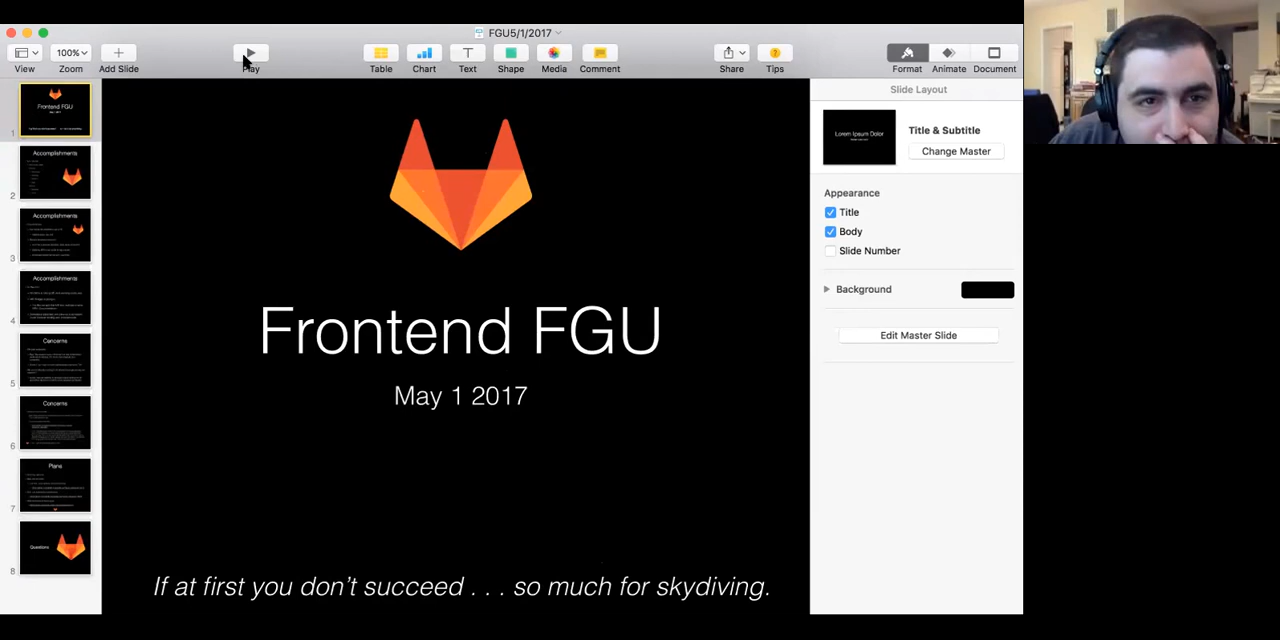 FGU5/1/2017
View
100%
Zoom
Add Slide
Play
Table
Chart
Text
Shape
Media
Comment
Share
Tips
Format
Animate
Document
1
Frontend FGU
May 1 2017
2
Accomplishments
3
Accomplishments
4
Accomplishments
5
Concerns
6
Concerns
7
Plans
8
Questions
Frontend FGU
May 1 2017
If at first you don't succeed . . . so much for skydiving.
Slide Layout
Lorem Ipsum Dolor
Title & Subtitle
Change Master
Appearance
Title
Body
Slide Number
Background
Edit Master Slide